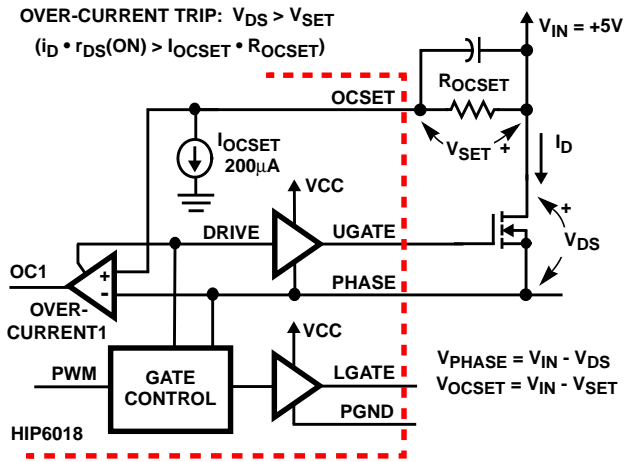 OVER-CURRENT TRIP: VDS > VSET
(iD • rDS(ON) > IOCSET • ROCSET)
VIN = +5V
OCSET
ROCSET
VSET +
ID
IOCSET
200μA
VCC
DRIVE
UGATE
+
VDS
OC1
+
-
PHASE
OVER-
CURRENT1
VCC
PWM
GATE
CONTROL
LGATE
PGND
VPHASE = VIN - VDS
VOCSET = VIN - VSET
HIP6018